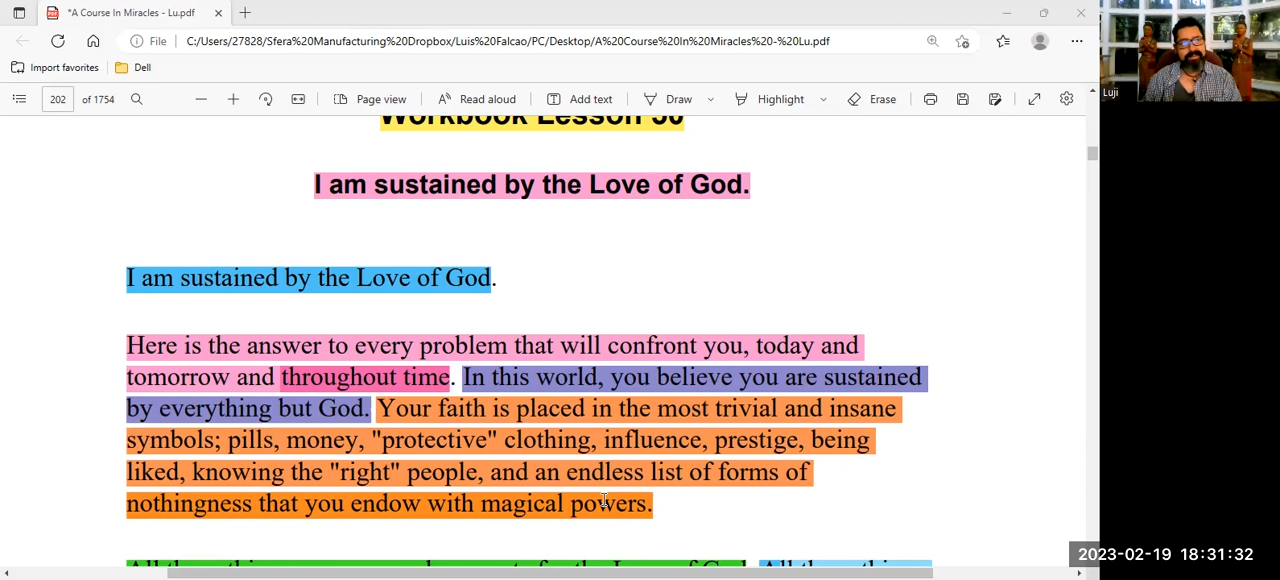 *A Course In Miracles - Lu.pdf
File C:/Users/27828/Sfera%20Manufacturing%20Dropbox/Luis%20Falcao/PC/Desktop/A%20Course%20In%20Miracles%20-%20Lu.pdf
Import favorites Dell
202 of 1754 Page view Read aloud Add text Draw Highlight Erase
Luji
Workbook Lesson 50
I am sustained by the Love of God.
I am sustained by the Love of God.
Here is the answer to every problem that will confront you, today and
tomorrow and throughout time. In this world, you believe you are sustained
by everything but God. Your faith is placed in the most trivial and insane
symbols; pills, money, "protective" clothing, influence, prestige, being
liked, knowing the "right" people, and an endless list of forms of
nothingness that you endow with magical powers.
2023-02-19 18:31:32